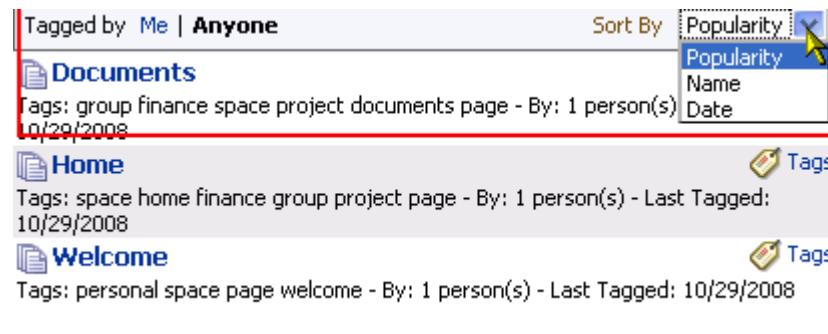 Tagged by Me | Anyone Sort By Popularity
Popularity
Name
Date
Documents
Tags: group finance space project documents page - By: 1 person(s)
10/29/2008
Home Tags
Tags: space home finance group project page - By: 1 person(s) - Last Tagged:
10/29/2008
Welcome Tags
Tags: personal space page welcome - By: 1 person(s) - Last Tagged: 10/29/2008